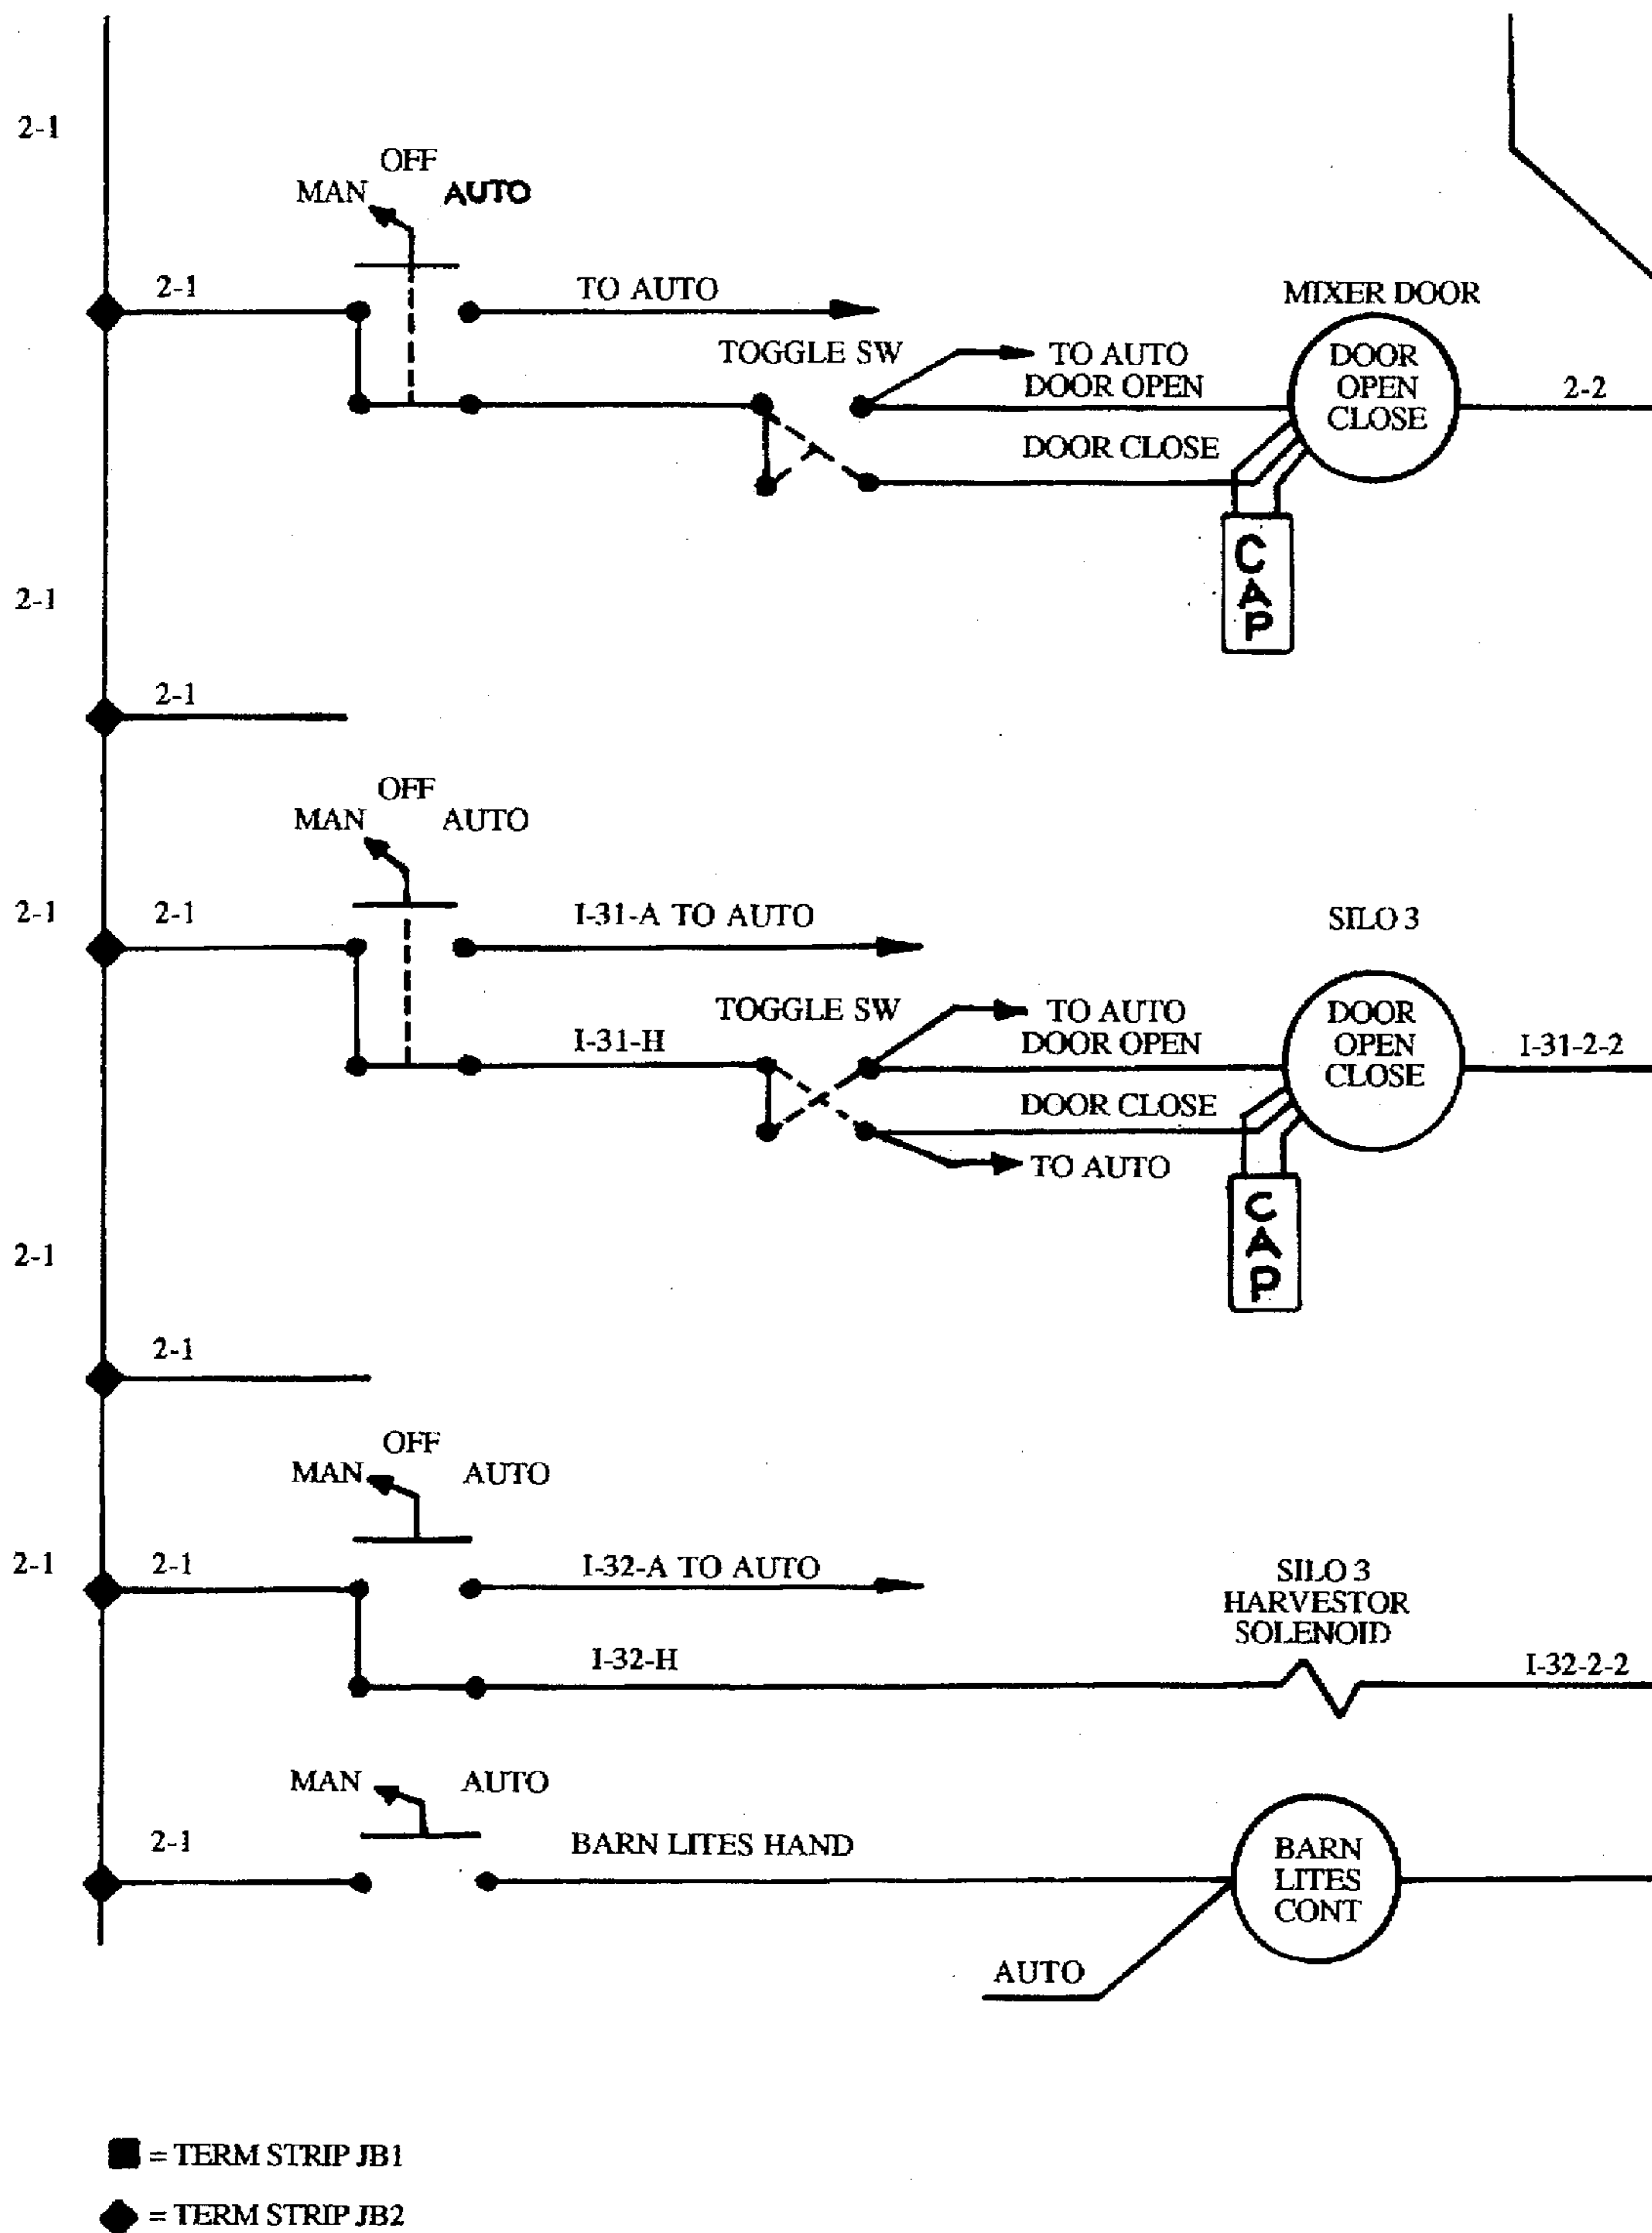 2-1
OFF
MAN AUTO
2-1
TO AUTO
MIXER DOOR
TOGGLE SW
TO AUTO
DOOR OPEN
DOOR
OPEN
CLOSE
2-2
DOOR CLOSE
CAP
2-1
2-1
OFF
MAN AUTO
2-1
2-1
I-31-A TO AUTO
SILO 3
TOGGLE SW
TO AUTO
DOOR OPEN
DOOR
OPEN
CLOSE
I-31-H
I-31-2-2
DOOR CLOSE
TO AUTO
CAP
2-1
2-1
OFF
MAN AUTO
2-1
2-1
I-32-A TO AUTO
SILO 3
HARVESTOR
SOLENOID
I-32-H
I-32-2-2
MAN AUTO
2-1
BARN LITES HAND
BARN
LITES
CONT
AUTO
= TERM STRIP JB1
= TERM STRIP JB2